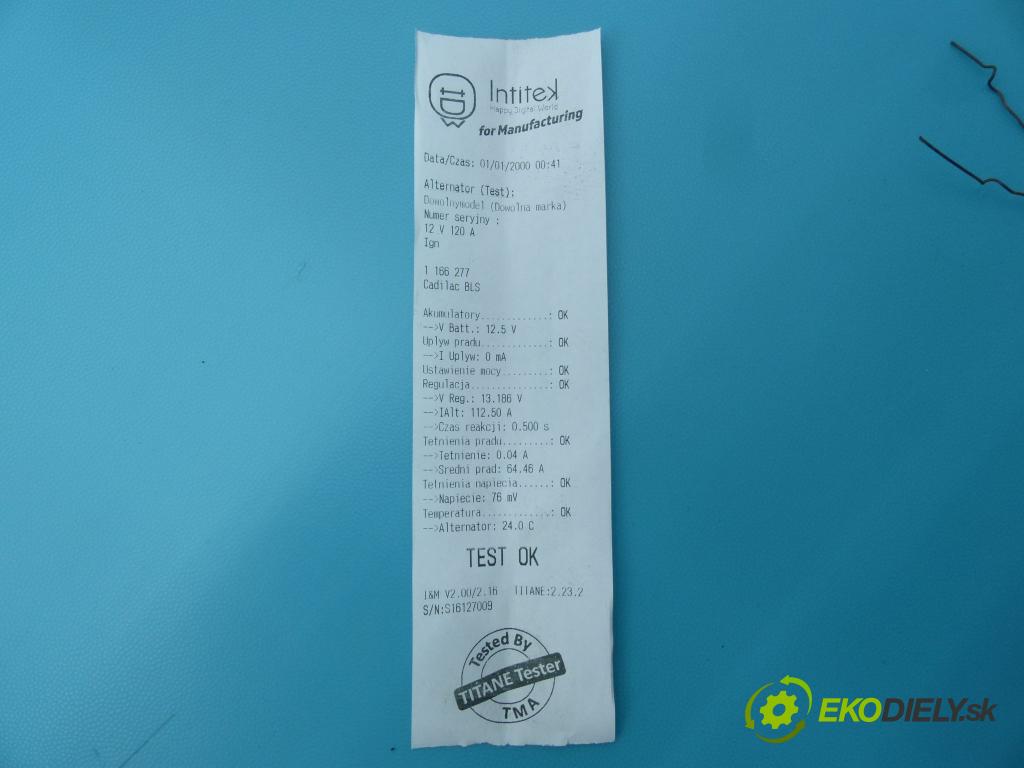 Intitek
Happy Digital World
for Manufacturing
Data/Czas: 01/01/2000 00:41
Alternator (Test):
Dowolnymodel (Dowolna marka)
Numer seryjny :
12 V 120 A
Ign
1 166 277
Cadilac BLS
Akumulatory............: OK
-->V Batt.: 12.5 V
Uplyw pradu............: OK
-->I Uplyw: 0 mA
Ustawienie mocy........: OK
Regulacja..............: OK
-->V Reg.: 13.186 V
-->IAlt: 112.50 A
-->Czas reakcji: 0.500 s
Tetnienia pradu........: OK
-->Tetnienie: 0.04 A
-->Sredni prad: 64.46 A
Tetnienia napiecia.....: OK
-->Napiecie: 76 mV
Temperatura............: OK
-->Alternator: 24.0 C
TEST OK
I&M V2.00/2.16 TITANE:2.23.2
S/N:S16127009
Tested By
TITANE Tester
TMA
EKODIELY.sk